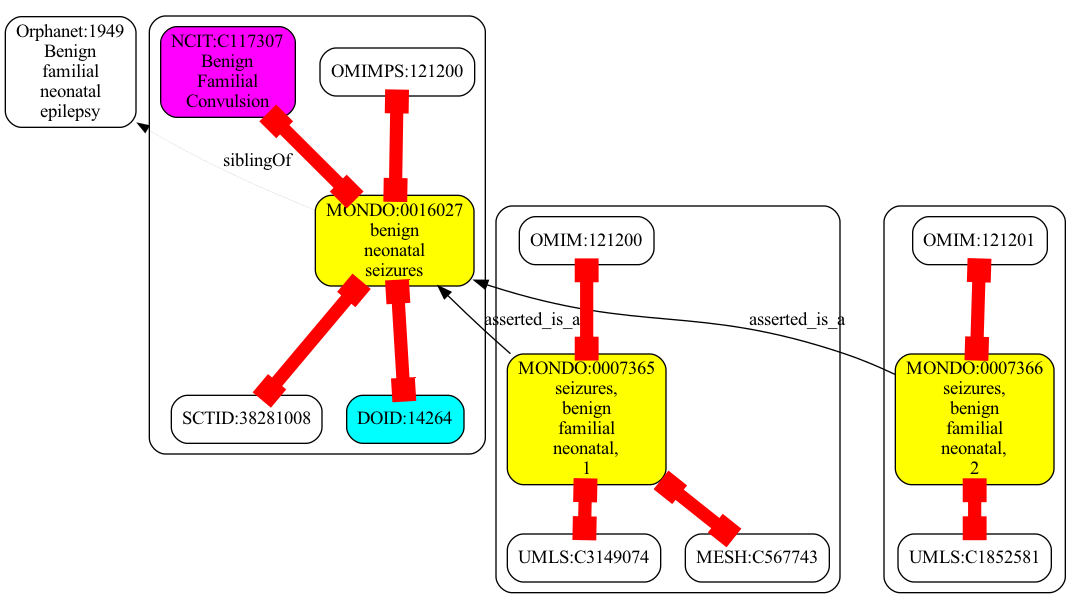 Orphanet:1949
Benign
familial
neonatal
epilepsy
NCIT:C117307
Benign
Familial
Convulsion
OMIMPS:121200
siblingOf
MONDO:0016027
benign
neonatal
seizures
SCTID:38281008
DOID:14264
OMIM:121200
asserted_is_a
MONDO:0007365
seizures,
benign
familial
neonatal,
1
UMLS:C3149074
MESH:C567743
OMIM:121201
asserted_is_a
MONDO:0007366
seizures,
benign
familial
neonatal,
2
UMLS:C1852581